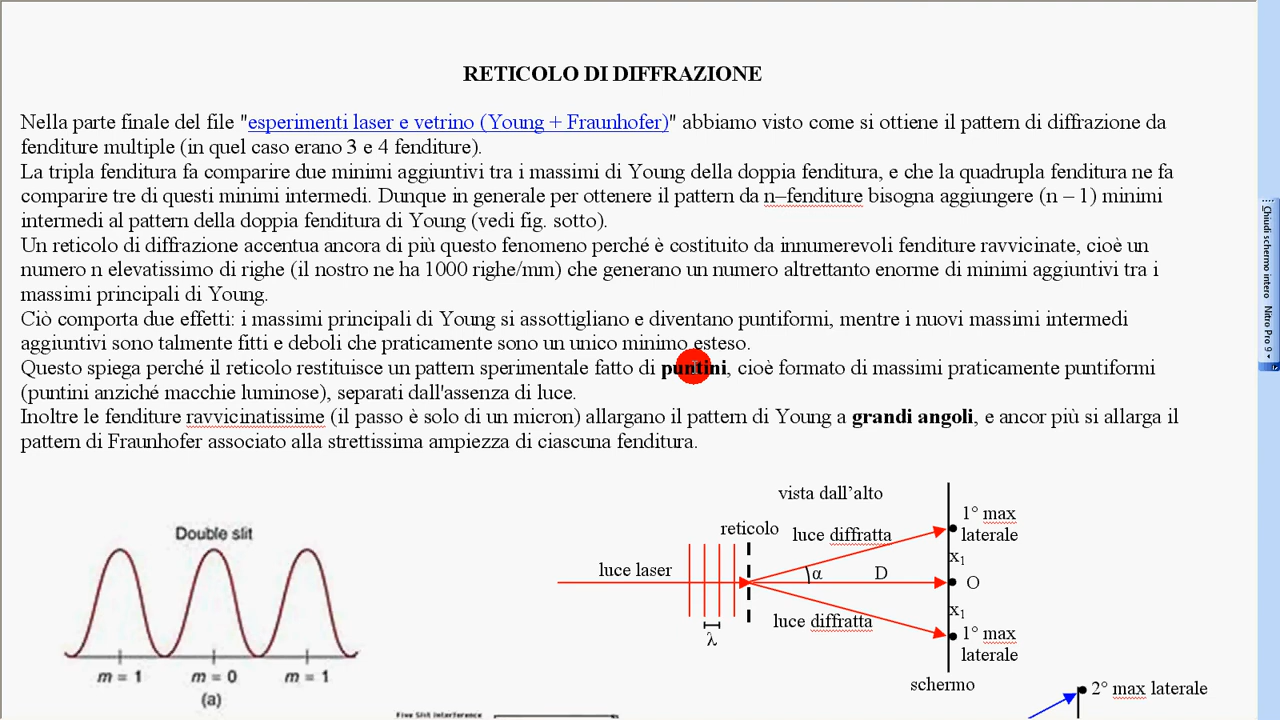 RETICOLO DI DIFFRAZIONE
Nella parte finale del file "esperimenti laser e vetrino (Young + Fraunhofer)" abbiamo visto come si ottiene il pattern di diffrazione da
fenditure multiple (in quel caso erano 3 e 4 fenditure).
La tripla fenditura fa comparire due minimi aggiuntivi tra i massimi di Young della doppia fenditura, e che la quadrupla fenditura ne fa
comparire tre di questi minimi intermedi. Dunque in generale per ottenere il pattern da n–fenditure bisogna aggiungere (n – 1) minimi
intermedi al pattern della doppia fenditura di Young (vedi fig. sotto).
Un reticolo di diffrazione accentua ancora di più questo fenomeno perché è costituito da innumerevoli fenditure ravvicinate, cioè un
numero n elevatissimo di righe (il nostro ne ha 1000 righe/mm) che generano un numero altrettanto enorme di minimi aggiuntivi tra i
massimi principali di Young.
Ciò comporta due effetti: i massimi principali di Young si assottigliano e diventano puntiformi, mentre i nuovi massimi intermedi
aggiuntivi sono talmente fitti e deboli che praticamente sono un unico minimo esteso.
Questo spiega perché il reticolo restituisce un pattern sperimentale fatto di puntini, cioè formato di massimi praticamente puntiformi
(puntini anziché macchie luminose), separati dall'assenza di luce.
Inoltre le fenditure ravvicinatissime (il passo è solo di un micron) allargano il pattern di Young a grandi angoli, e ancor più si allarga il
pattern di Fraunhofer associato alla strettissima ampiezza di ciascuna fenditura.
Double slit
m = 1 m = 0 m = 1
(a)
Five Slit Interference
vista dall'alto
reticolo
luce diffratta
1° max
laterale
luce laser
x1
α
D
O
x1
luce diffratta
λ
1° max
laterale
schermo
2° max laterale
Chiudi schermo intero
Nitro Pro 9